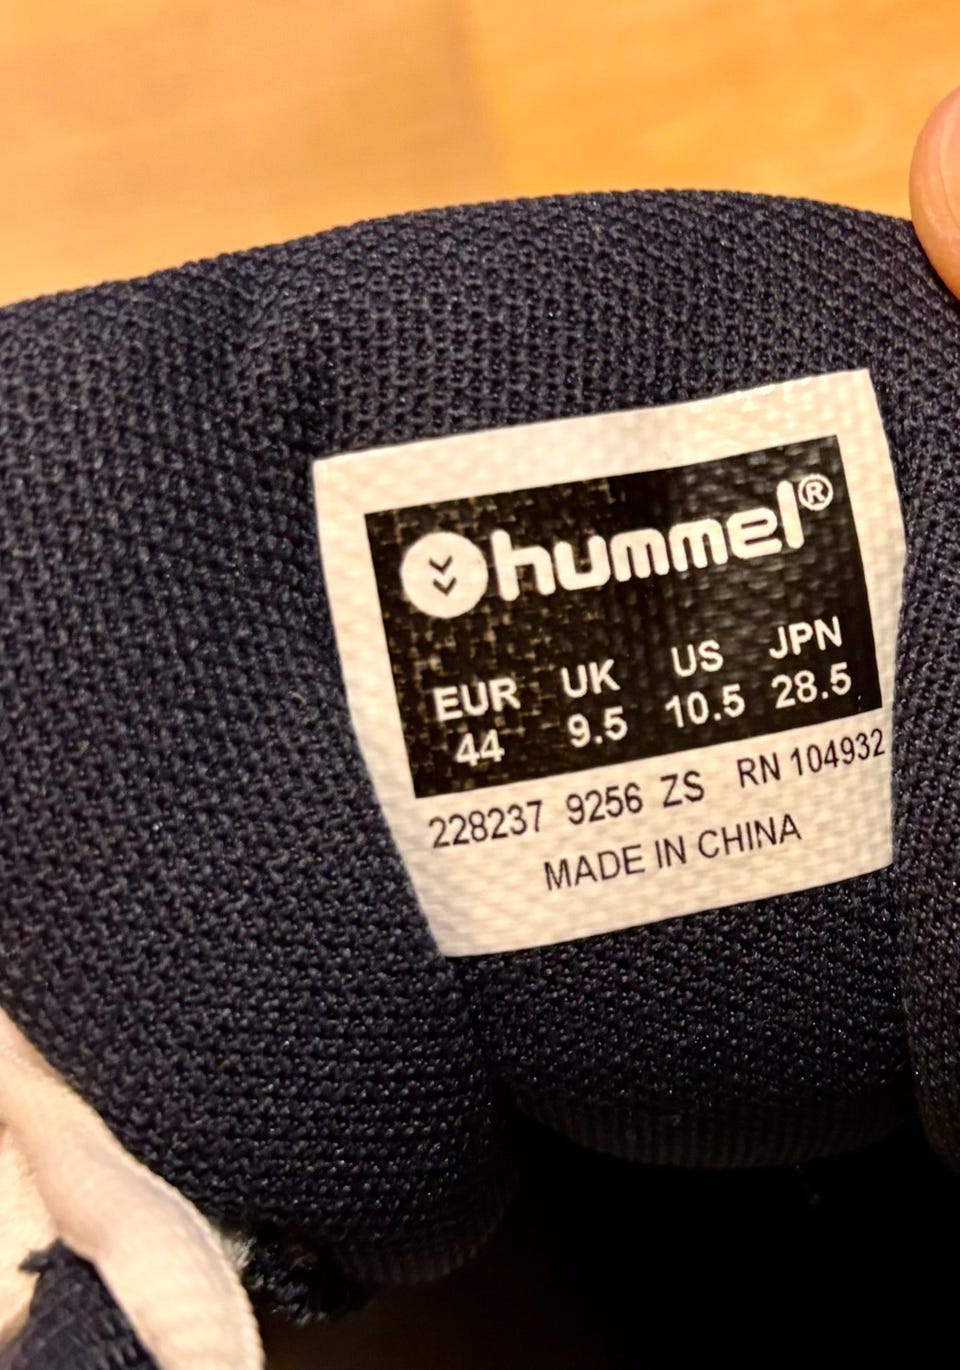 hummel®
EUR UK US JPN
44 9.5 10.5 28.5
228237 9256 ZS RN 104932
MADE IN CHINA